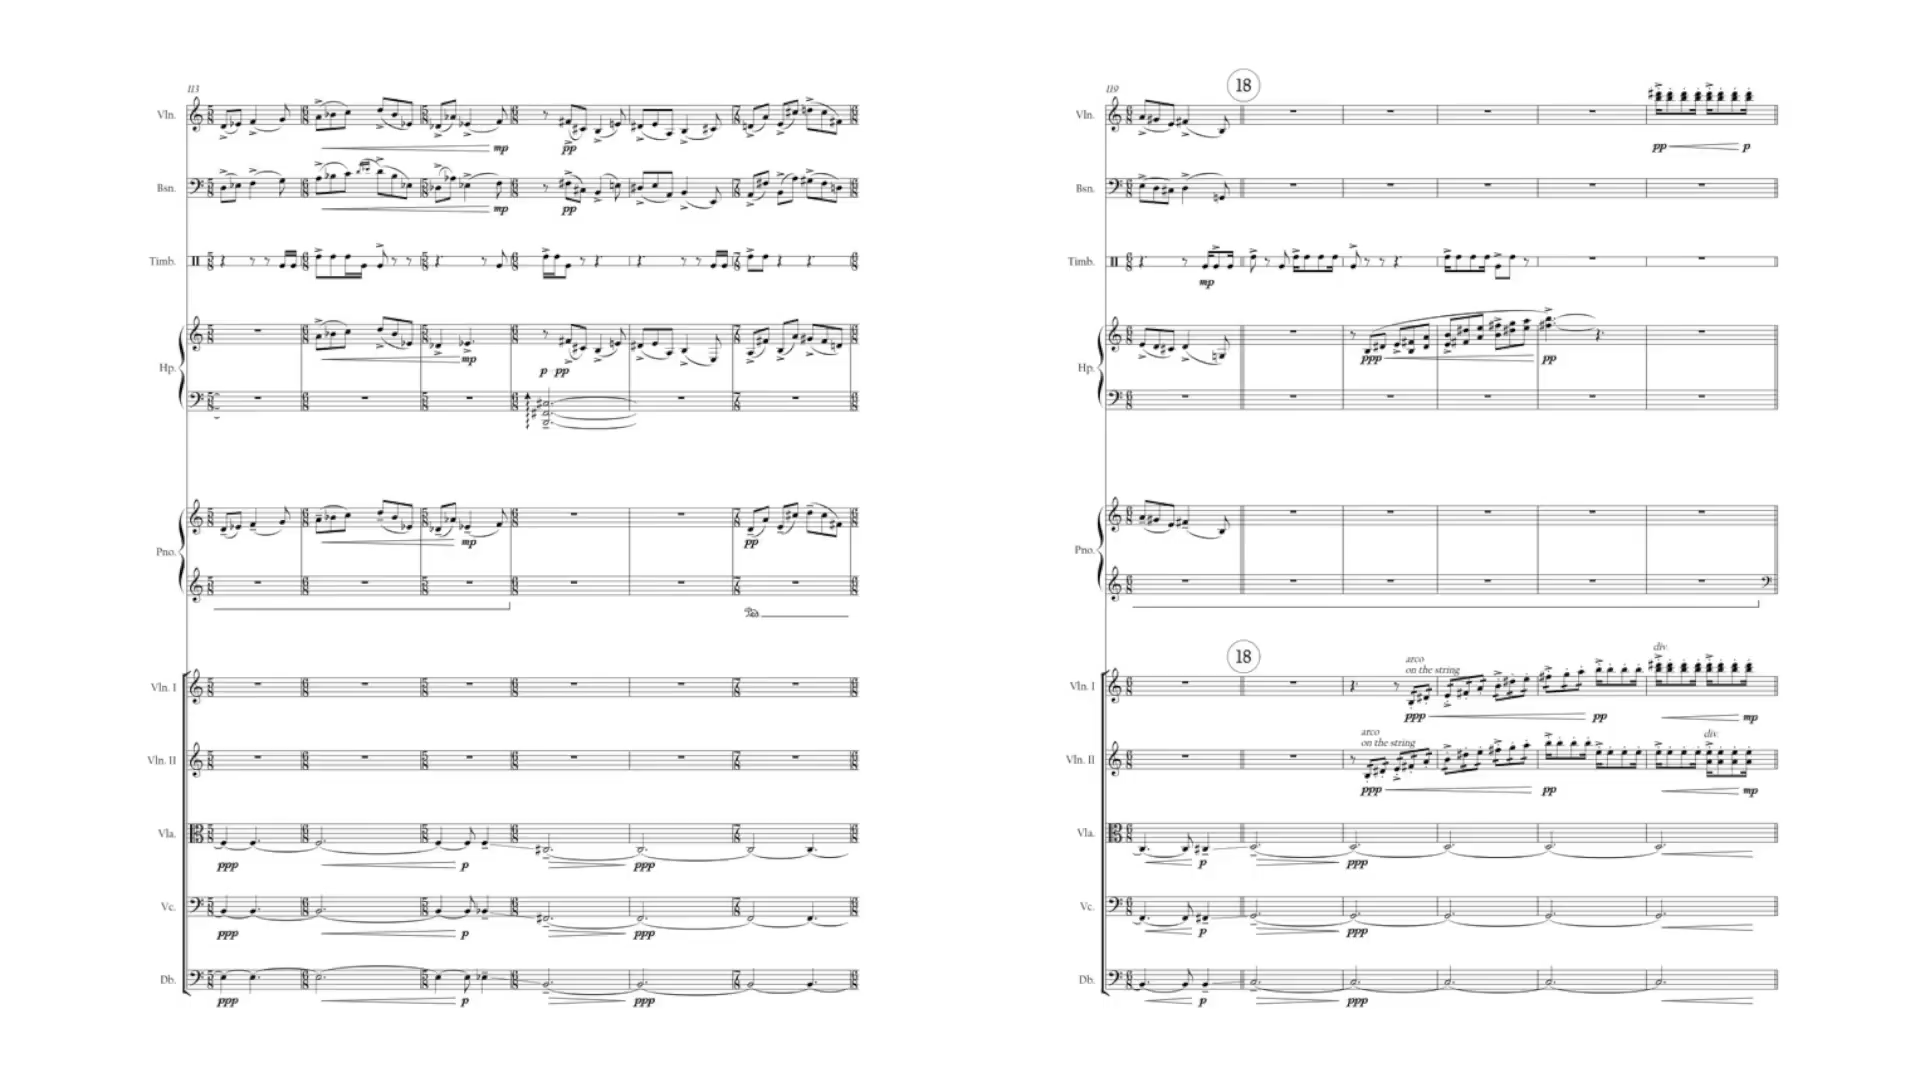 113
Vln.
mp
pp
Bsn.
mp
pp
Timb.
Hp.
mp
p pp
Pno.
mp
pp
Vln. I
Vln. II
Vla.
ppp
p
ppp
Vc.
ppp
p
ppp
Db.
ppp
p
ppp
119
18
Vln.
pp
p
Bsn.
Timb.
mp
Hp.
ppp
pp
Pno.
18
Vln. I
arco
on the string
div.
ppp
pp
mp
Vln. II
arco
on the string
div.
ppp
pp
mp
Vla.
p
ppp
Vc.
p
ppp
Db.
p
ppp